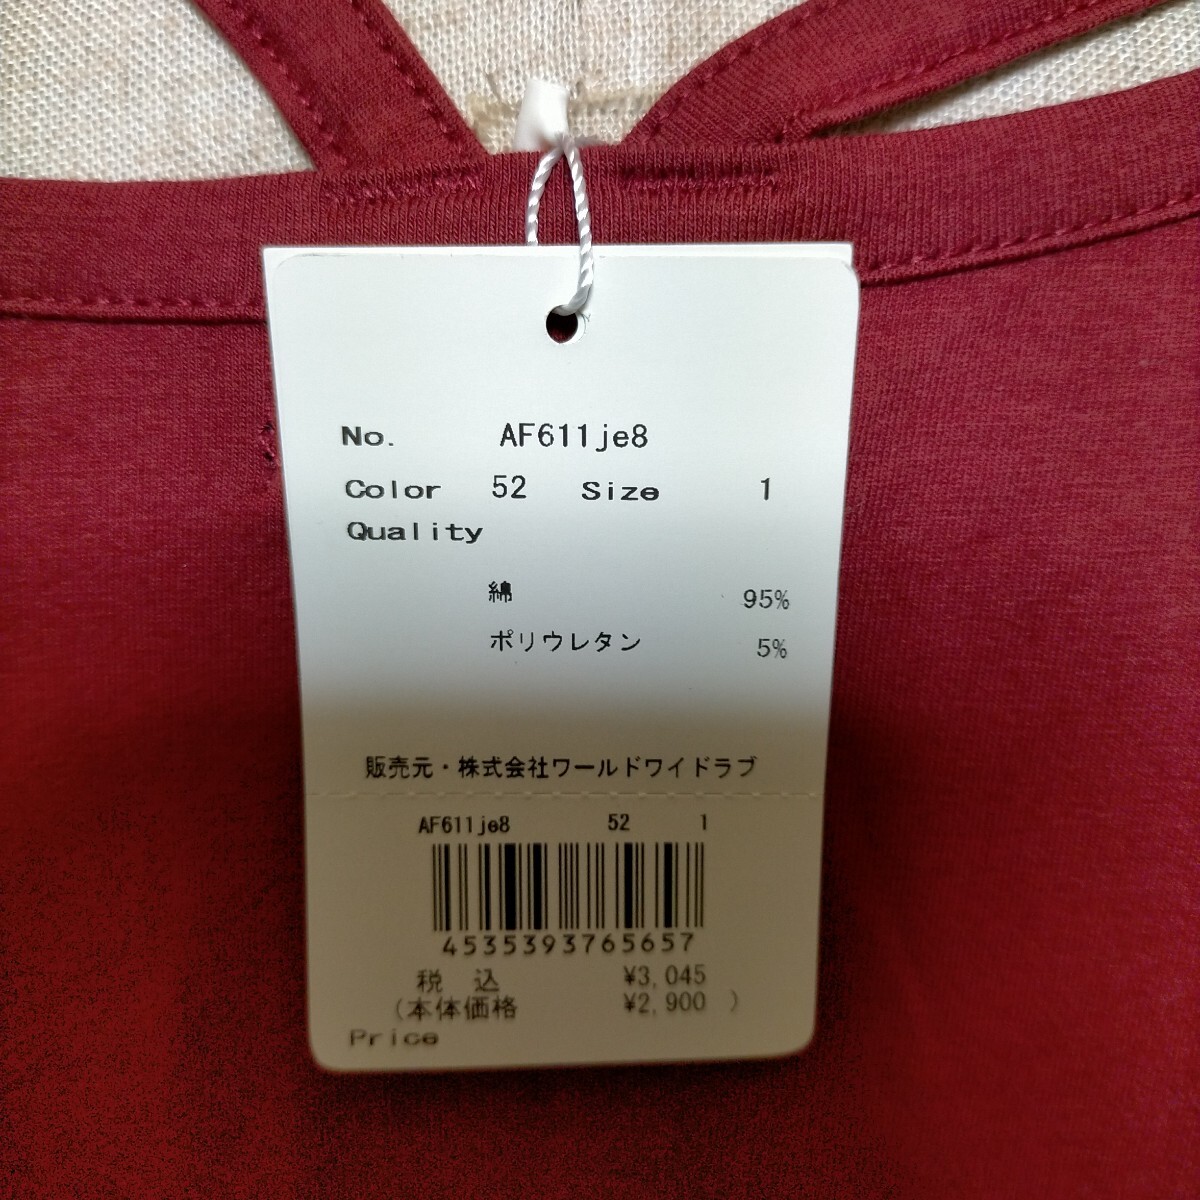 No. AF611je8
Color 52 Size 1
Quality
綿 95%
ポリウレタン 5%
販売元・株式会社ワールドワイドラブ
AF611je8 52 1
4535393765657
税 込 ¥3,045
(本体価格 ¥2,900 )
Price